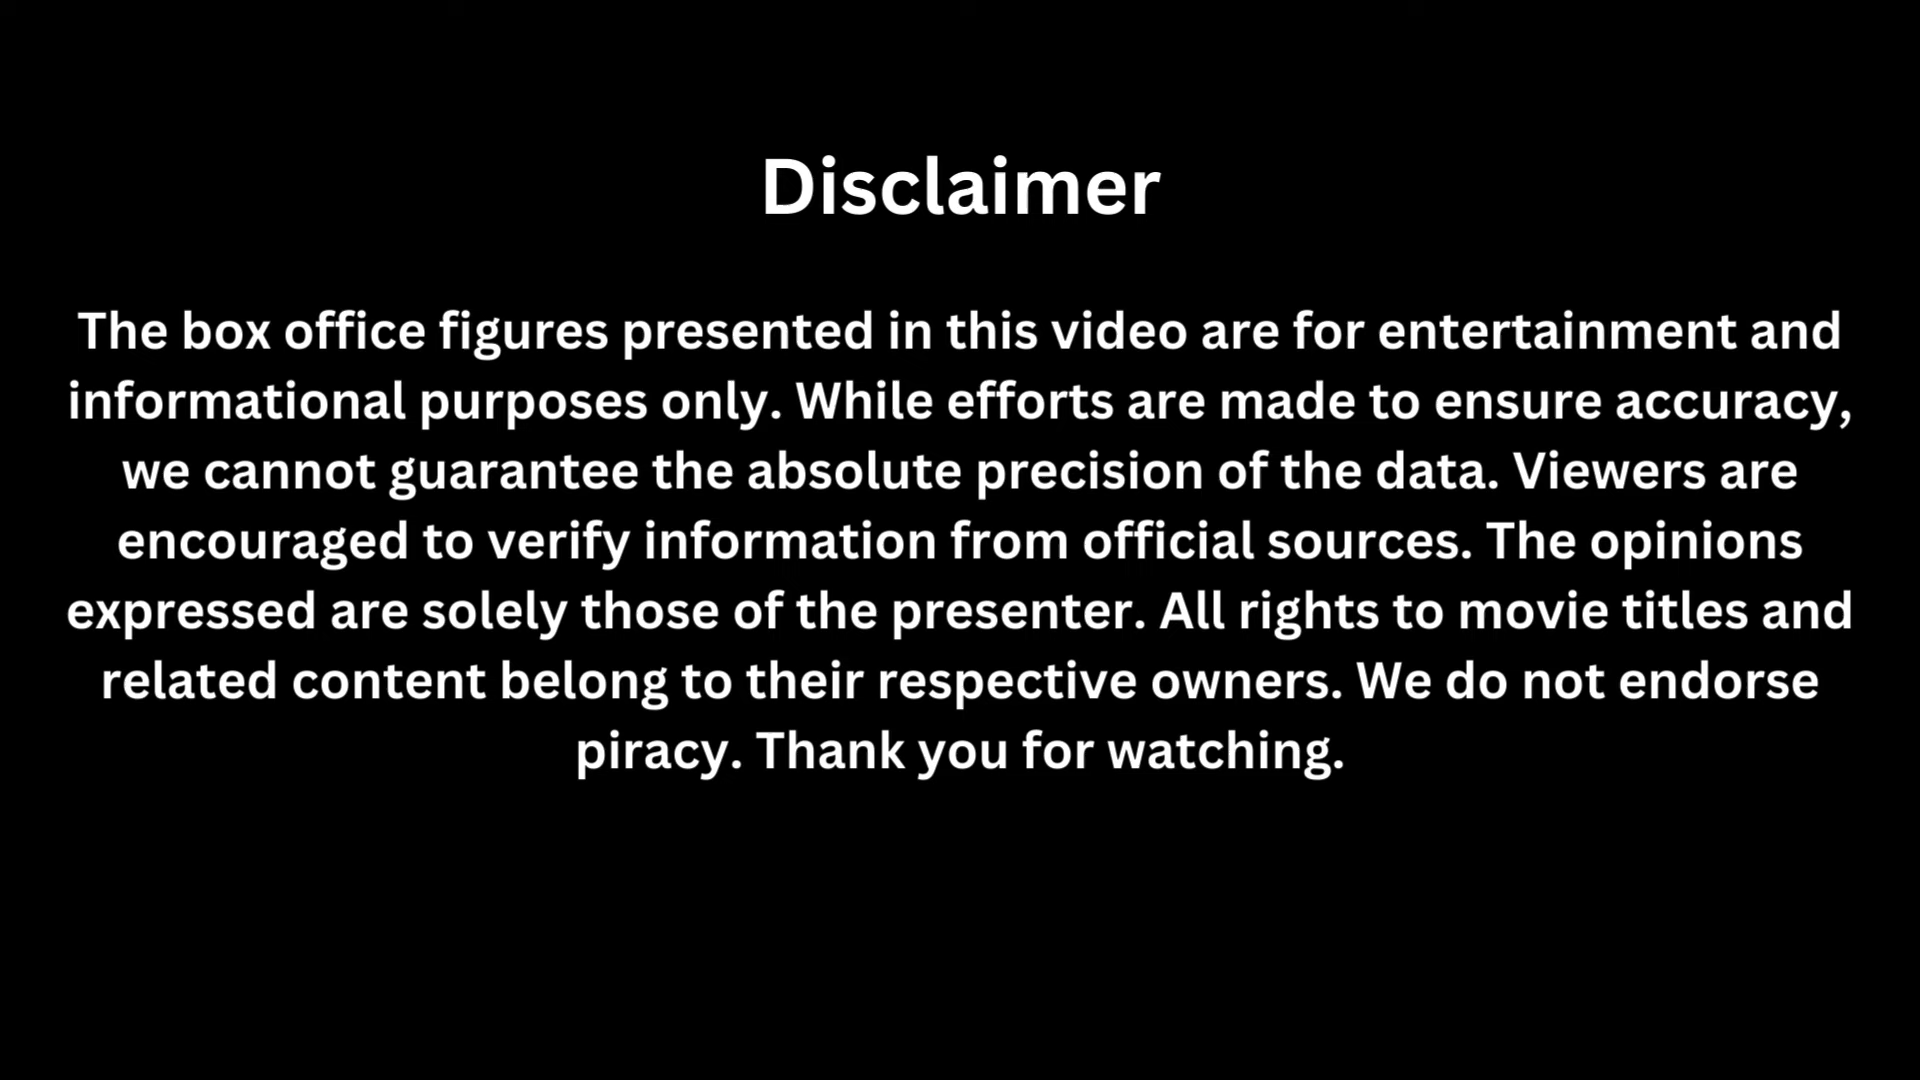 Disclaimer
The box office figures presented in this video are for entertainment and
informational purposes only. While efforts are made to ensure accuracy,
we cannot guarantee the absolute precision of the data. Viewers are
encouraged to verify information from official sources. The opinions
expressed are solely those of the presenter. All rights to movie titles and
related content belong to their respective owners. We do not endorse
piracy. Thank you for watching.